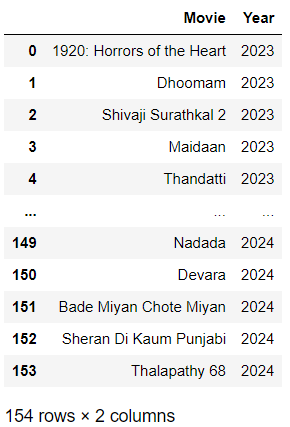 Movie Year
0 1920: Horrors of the Heart 2023
1 Dhoomam 2023
2 Shivaji Surathkal 2 2023
3 Maidaan 2023
4 Thandatti 2023
... ... ...
149 Nadada 2024
150 Devara 2024
151 Bade Miyan Chote Miyan 2024
152 Sheran Di Kaum Punjabi 2024
153 Thalapathy 68 2024
154 rows × 2 columns